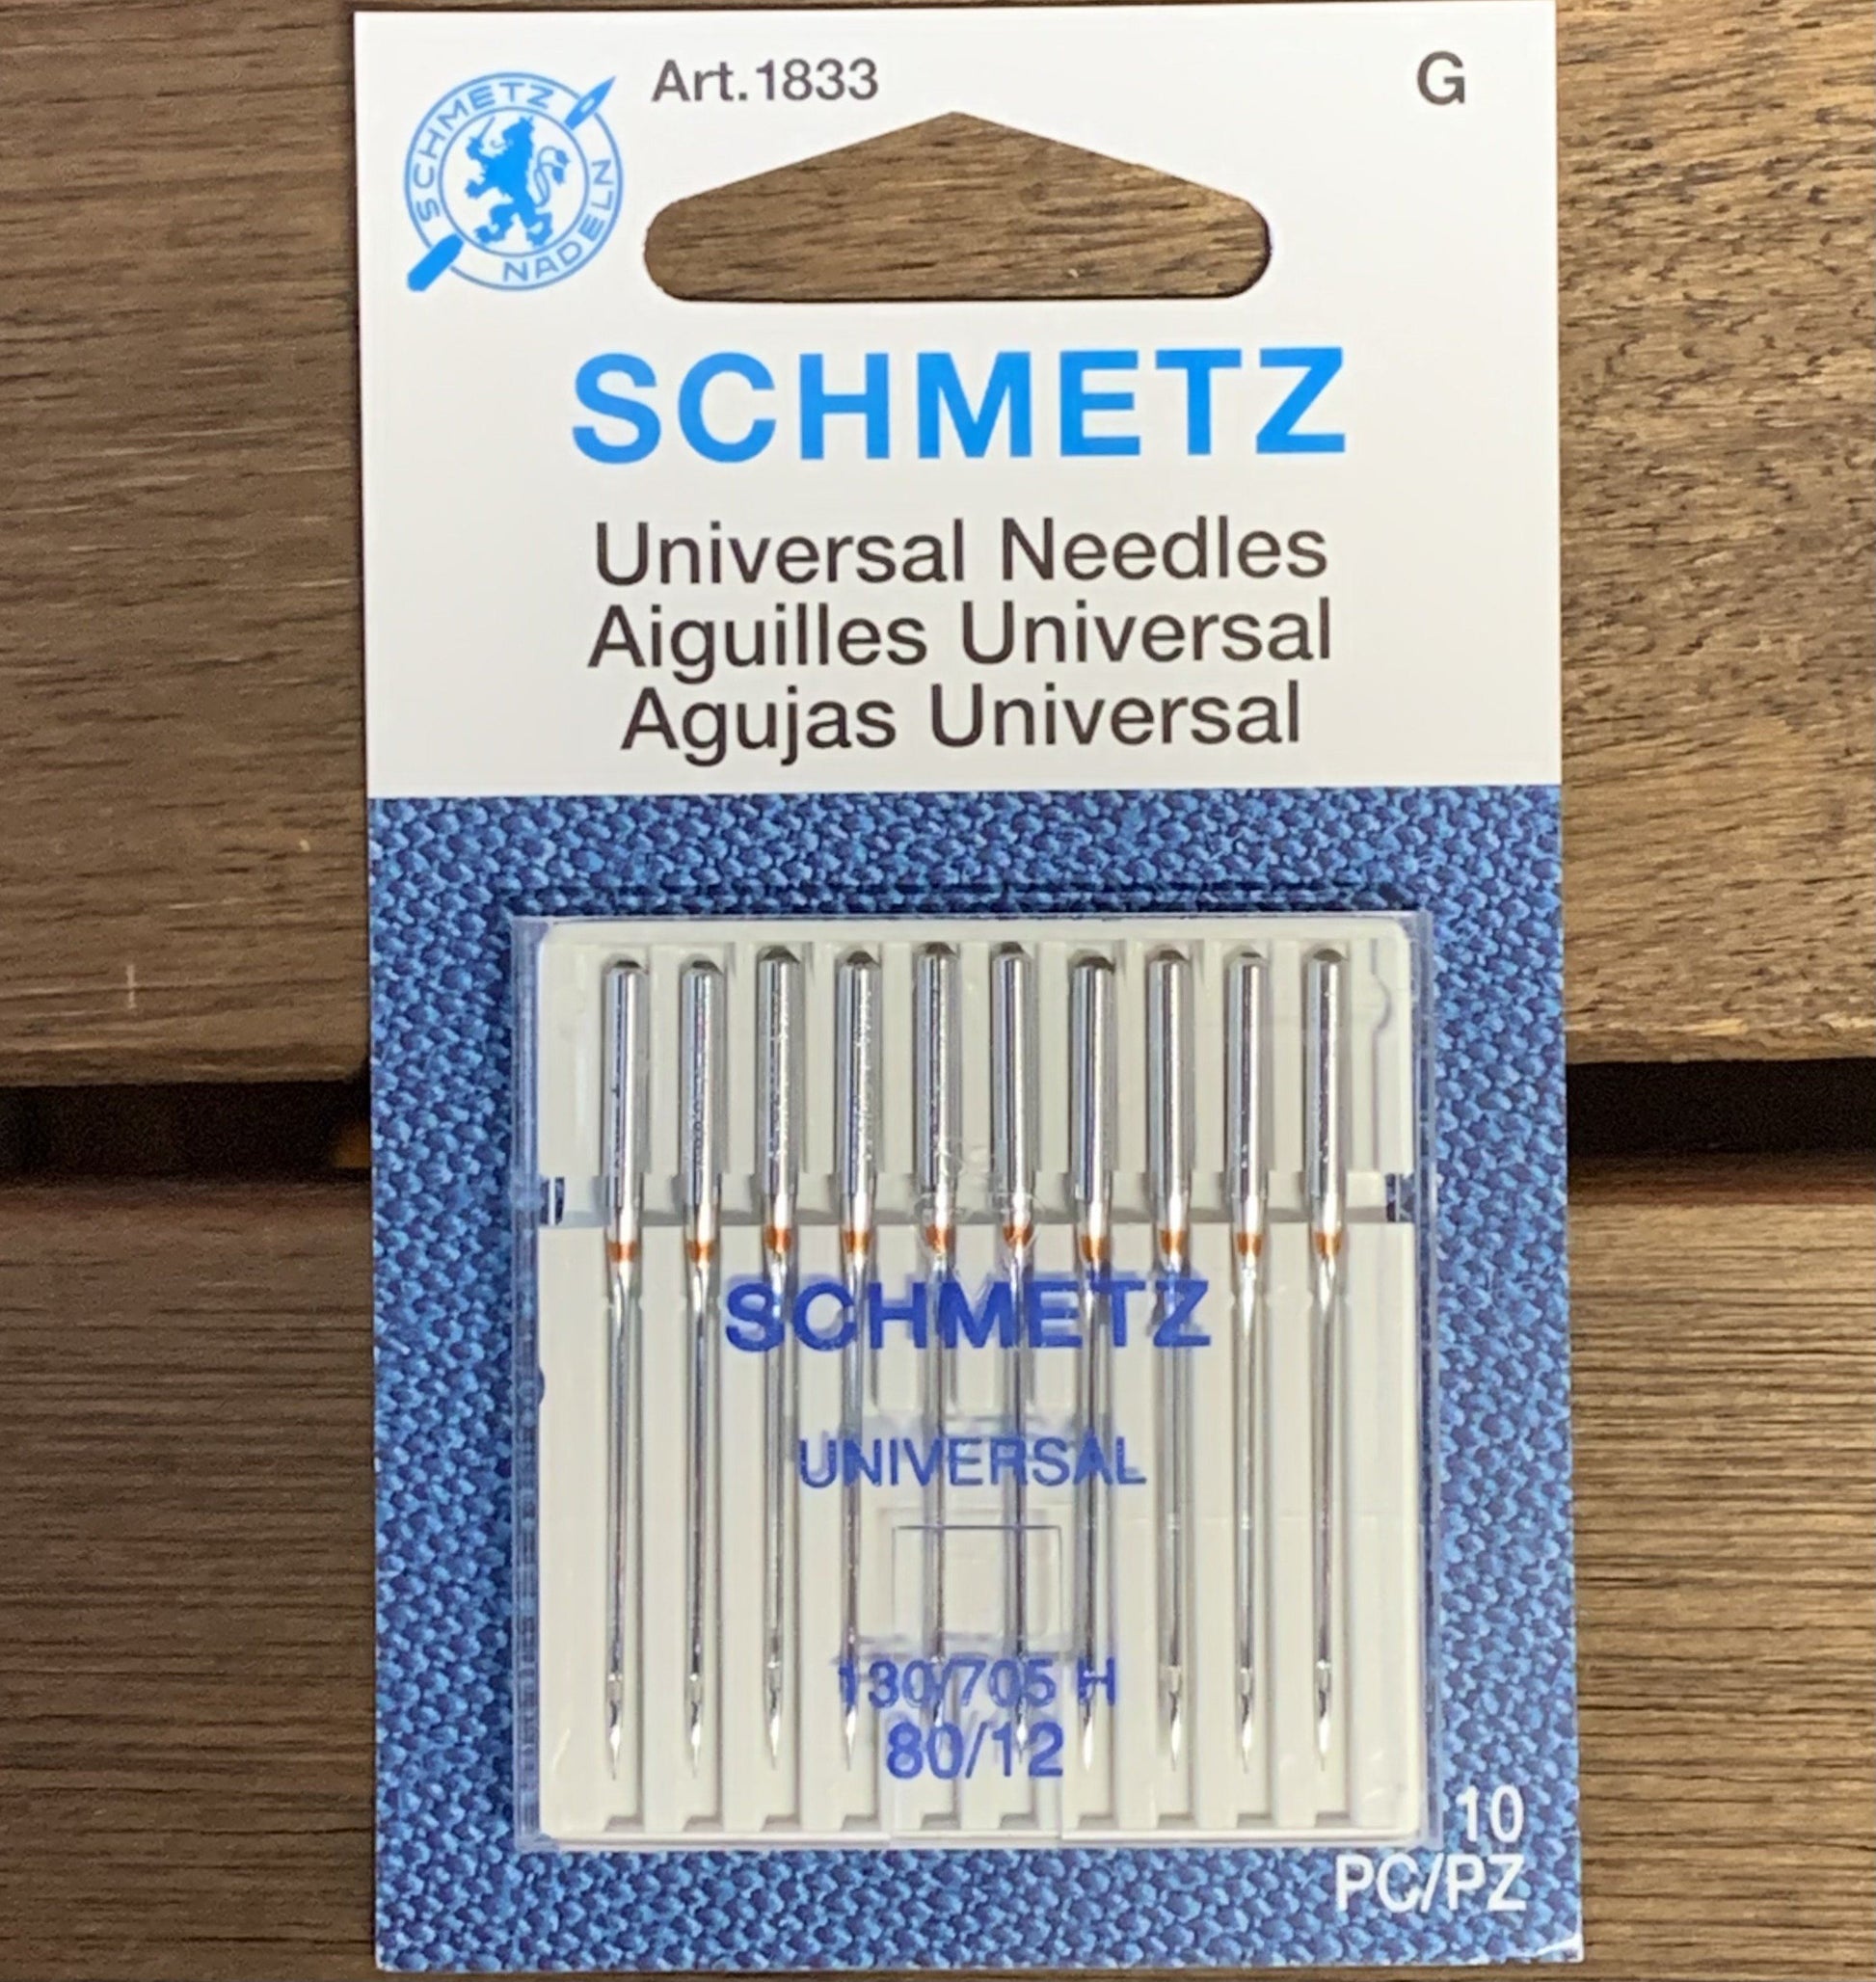 SCHMETZ
NADELN
Art.1833
G
SCHMETZ
Universal Needles
Aiguilles Universal
Agujas Universal
SCHMETZ
UNIVERSAL
130/705 H
80/12
10
PC/PZ